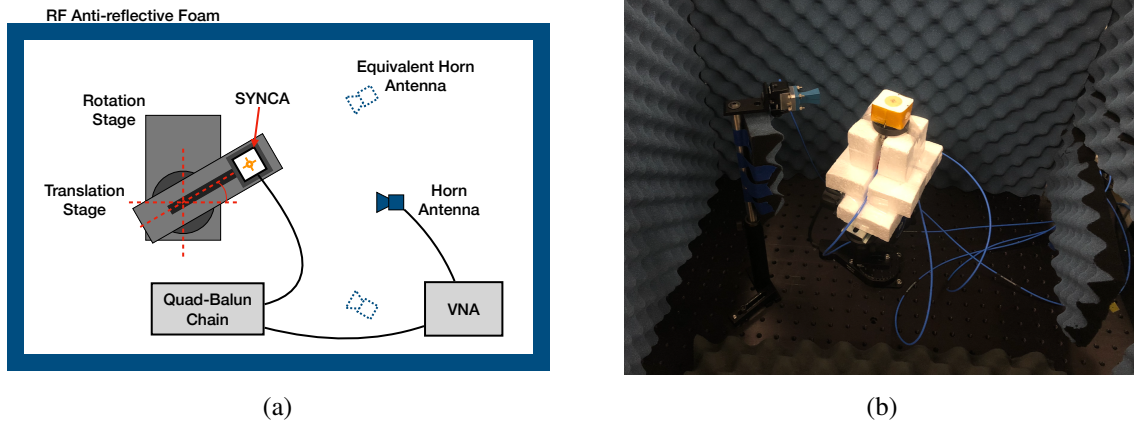 RF Anti-reflective Foam
Equivalent Horn
Antenna
SYNCA
Rotation
Stage
Translation
Stage
Horn
Antenna
Quad-Balun
Chain
VNA
(a)
(b)